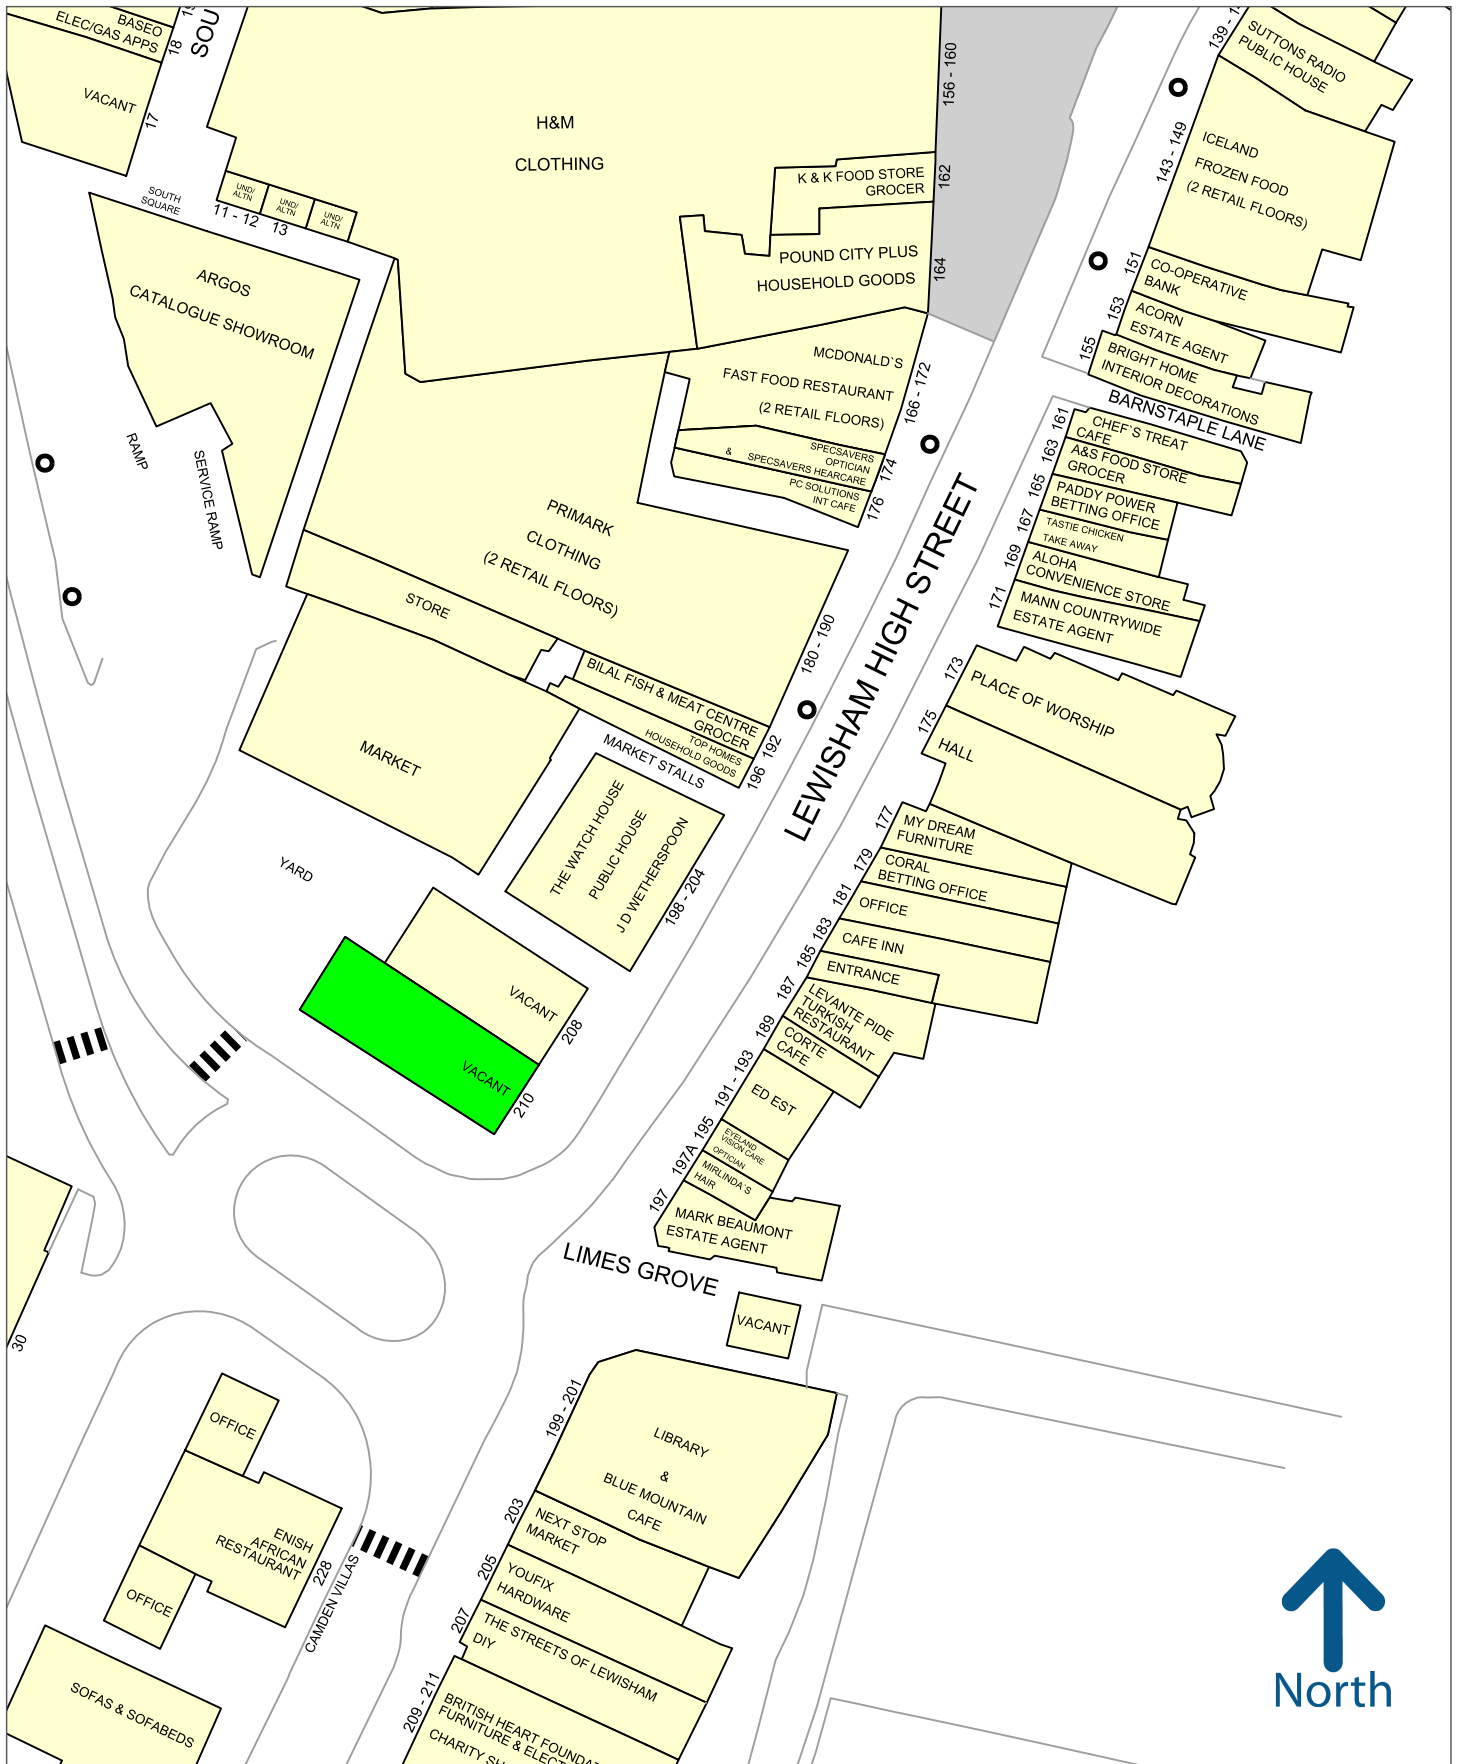 BASEO
ELEC/GAS APPS
18
SOU
VACANT
17
SOUTH
SQUARE
UND/
ALTN
UND/
ALTN
UND/
ALTN
11 - 12
13
H&M
CLOTHING
156 - 160
K & K FOOD STORE
GROCER
162
POUND CITY PLUS
HOUSEHOLD GOODS
164
ARGOS
CATALOGUE SHOWROOM
RAMP
SERVICE RAMP
MCDONALD`S
FAST FOOD RESTAURANT
(2 RETAIL FLOORS)
166 - 172
SPECSAVERS
OPTICIAN
& SPECSAVERS HEARCARE
174
PC SOLUTIONS
INT CAFE
176
PRIMARK
CLOTHING
(2 RETAIL FLOORS)
180 - 190
STORE
BILAL FISH & MEAT CENTRE
GROCER
192
TOP HOMES
HOUSEHOLD GOODS
196
MARKET STALLS
MARKET
THE WATCH HOUSE
PUBLIC HOUSE
J D WETHERSPOON
198 - 204
YARD
VACANT
208
VACANT
210
LEWISHAM HIGH STREET
139 - 1
SUTTONS RADIO
PUBLIC HOUSE
ICELAND
FROZEN FOOD
(2 RETAIL FLOORS)
143 - 149
CO-OPERATIVE
BANK
151
ACORN
ESTATE AGENT
153
BRIGHT HOME
INTERIOR DECORATIONS
155
BARNSTAPLE LANE
CHEF`S TREAT
CAFE
161
A&S FOOD STORE
GROCER
163
PADDY POWER
BETTING OFFICE
165
TASTIE CHICKEN
TAKE AWAY
167
ALOHA
CONVENIENCE STORE
169
MANN COUNTRYWIDE
ESTATE AGENT
171
PLACE OF WORSHIP
173
HALL
175
MY DREAM
FURNITURE
177
CORAL
BETTING OFFICE
179
OFFICE
181
CAFE INN
183
ENTRANCE
185
LEVANTE PIDE
TURKISH
RESTAURANT
187
CORTE
CAFE
189
ED EST
191 - 193
EYELAND
VISION CARE
OPTICIAN
195
MIRLINDA`S
HAIR
197A
MARK BEAUMONT
ESTATE AGENT
197
LIMES GROVE
VACANT
LIBRARY
&
BLUE MOUNTAIN
CAFE
199 - 201
NEXT STOP
MARKET
203
YOUFIX
HARDWARE
205
THE STREETS OF LEWISHAM
DIY
207
BRITISH HEART FOUNDA
FURNITURE & ELECT
CHARITY SH
209 - 211
30
OFFICE
ENISH
AFRICAN
RESTAURANT
228
CAMDEN VILLAS
OFFICE
SOFAS & SOFABEDS
North